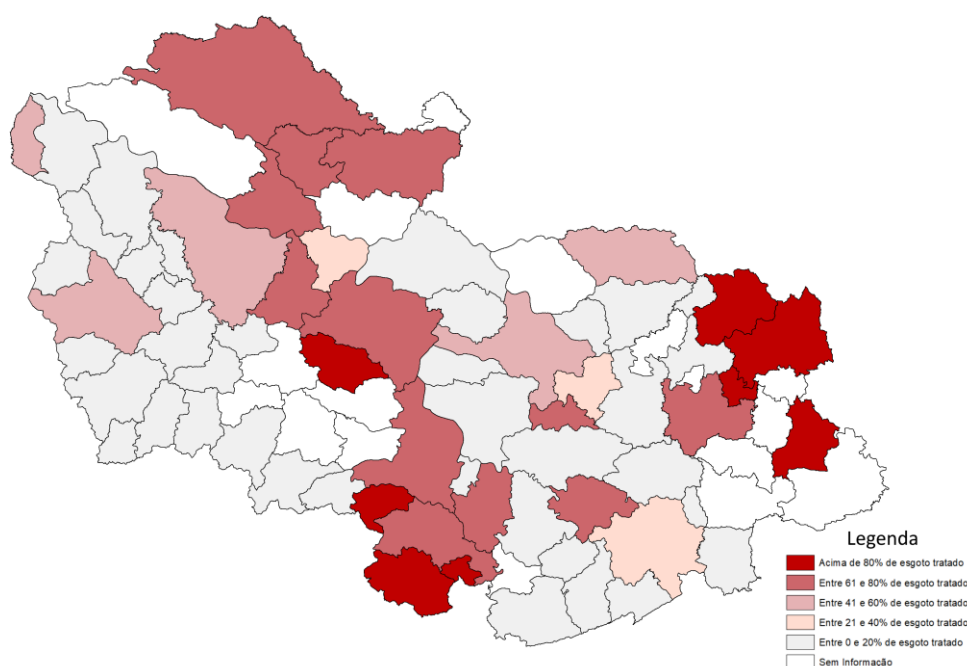 Legenda
Acima de 80% de esgoto tratado
Entre 61 e 80% de esgoto tratado
Entre 41 e 60% de esgoto tratado
Entre 21 e 40% de esgoto tratado
Entre 0 e 20% de esgoto tratado
Sem Informação